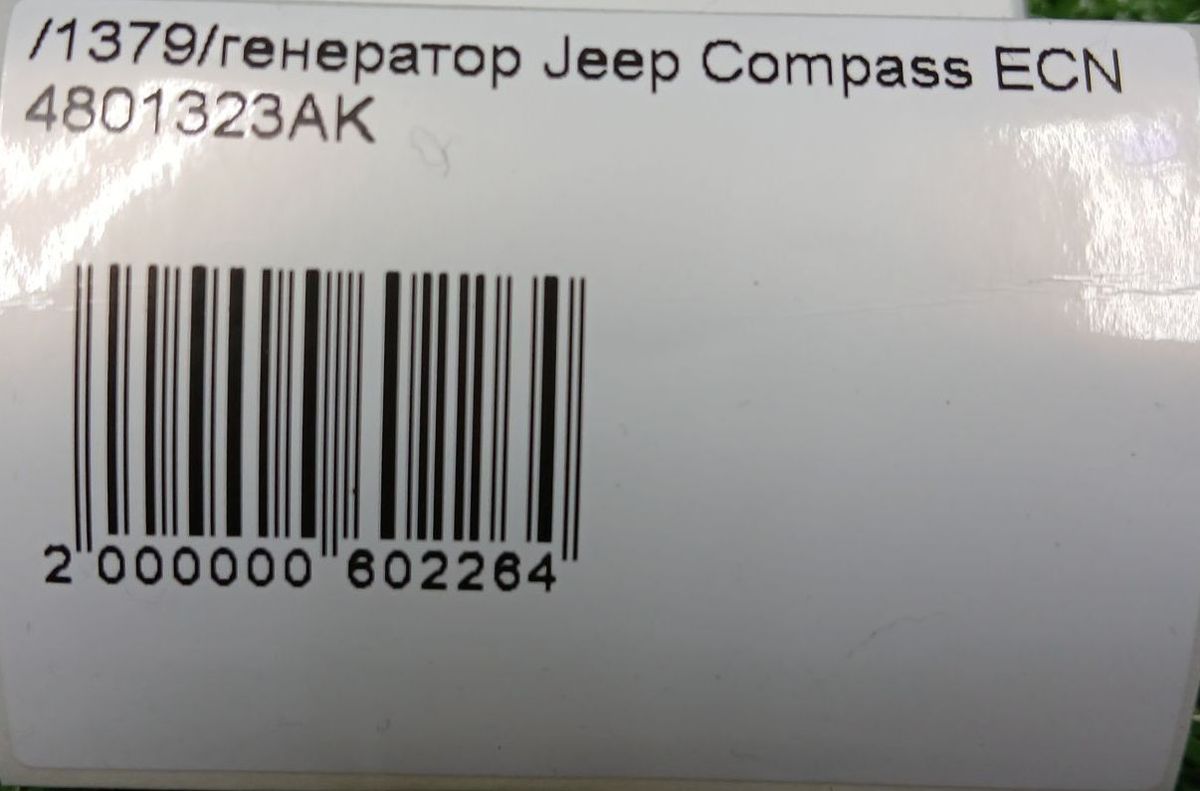 /1379/генератор Jeep Compass ECN
4801323AK
2 000000 602264